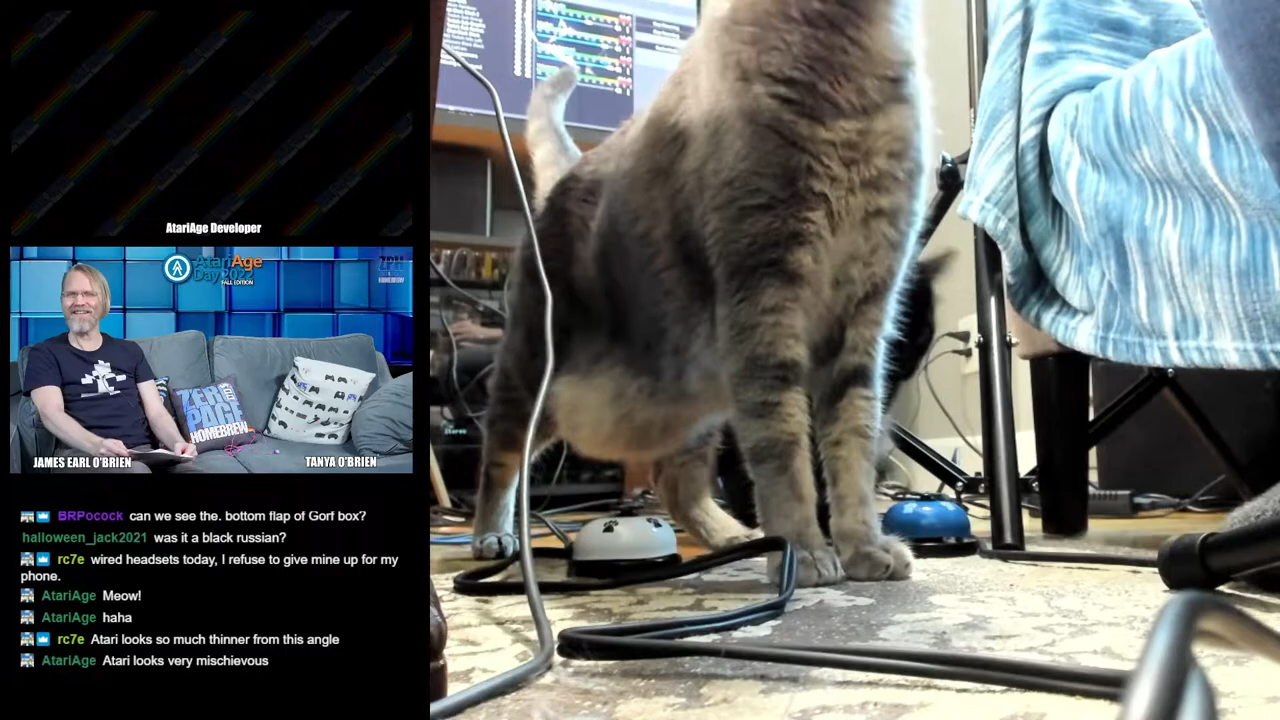 AtariAge Developer
AtariAge
Day 2022
FALL EDITION
ZPH
HOMEBREW
ZERO
PAGE
HOMEBREW
JAMES EARL O'BRIEN
TANYA O'BRIEN
BRPocock can we see the. bottom flap of Gorf box?
halloween_jack2021 was it a black russian?
rc7e wired headsets today, I refuse to give mine up for my
phone.
AtariAge Meow!
AtariAge haha
rc7e Atari looks so much thinner from this angle
AtariAge Atari looks very mischievous